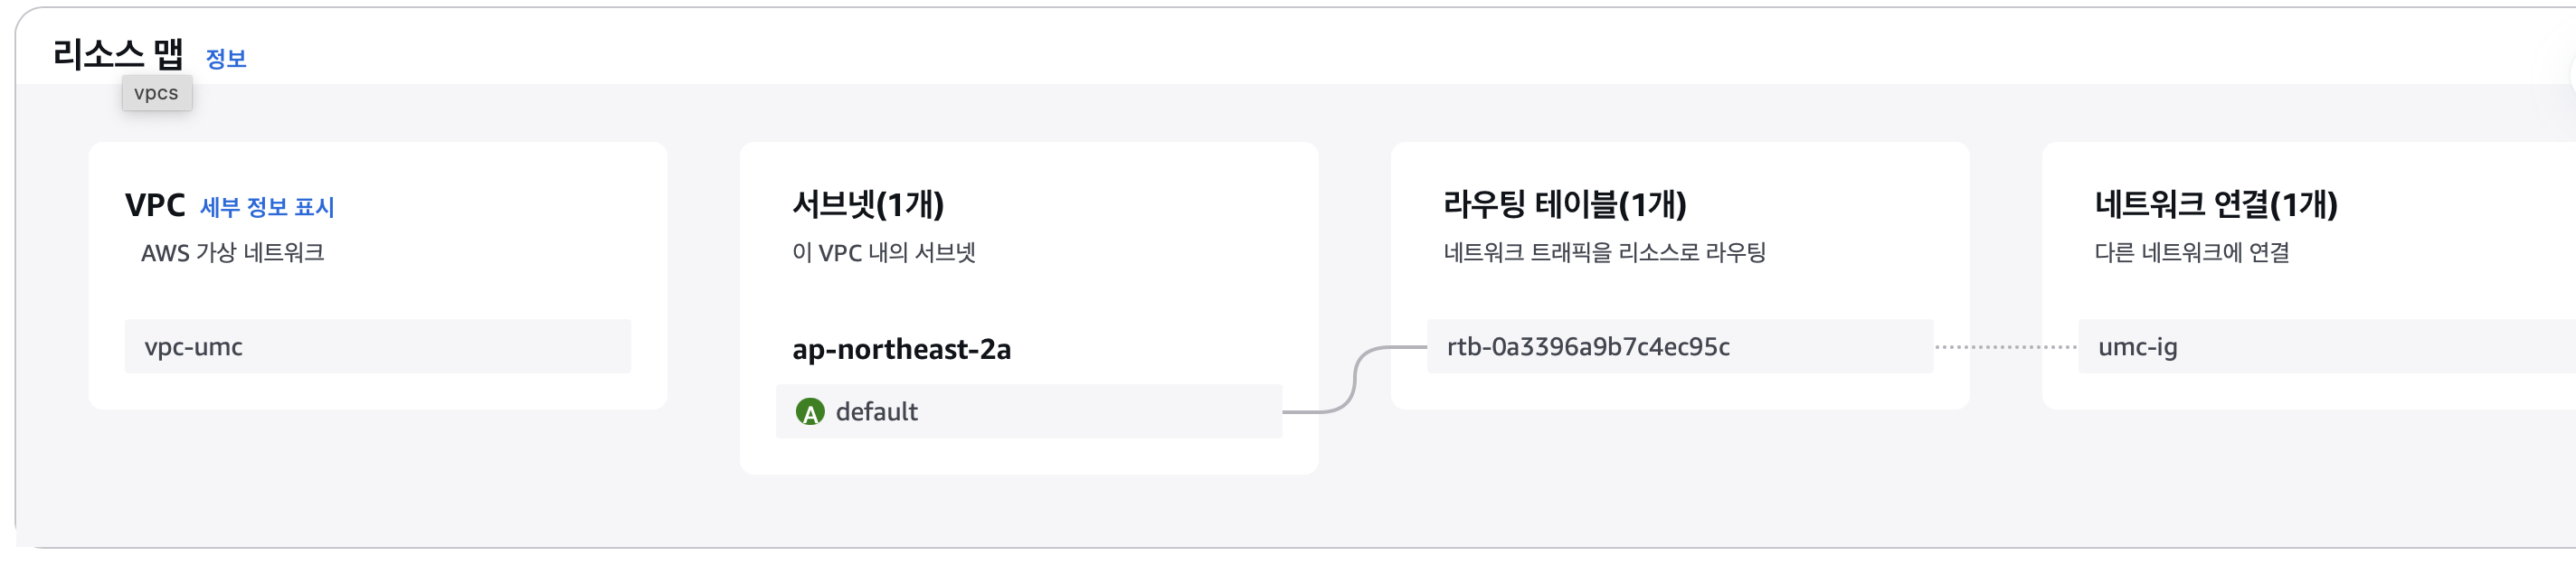 리소스 맵 정보
vpcs
VPC 세부 정보 표시
AWS 가상 네트워크
vpc-umc
서브넷(1개)
이 VPC 내의 서브넷
ap-northeast-2a
A default
라우팅 테이블(1개)
네트워크 트래픽을 리소스로 라우팅
rtb-0a3396a9b7c4ec95c
네트워크 연결(1개)
다른 네트워크에 연결
umc-ig